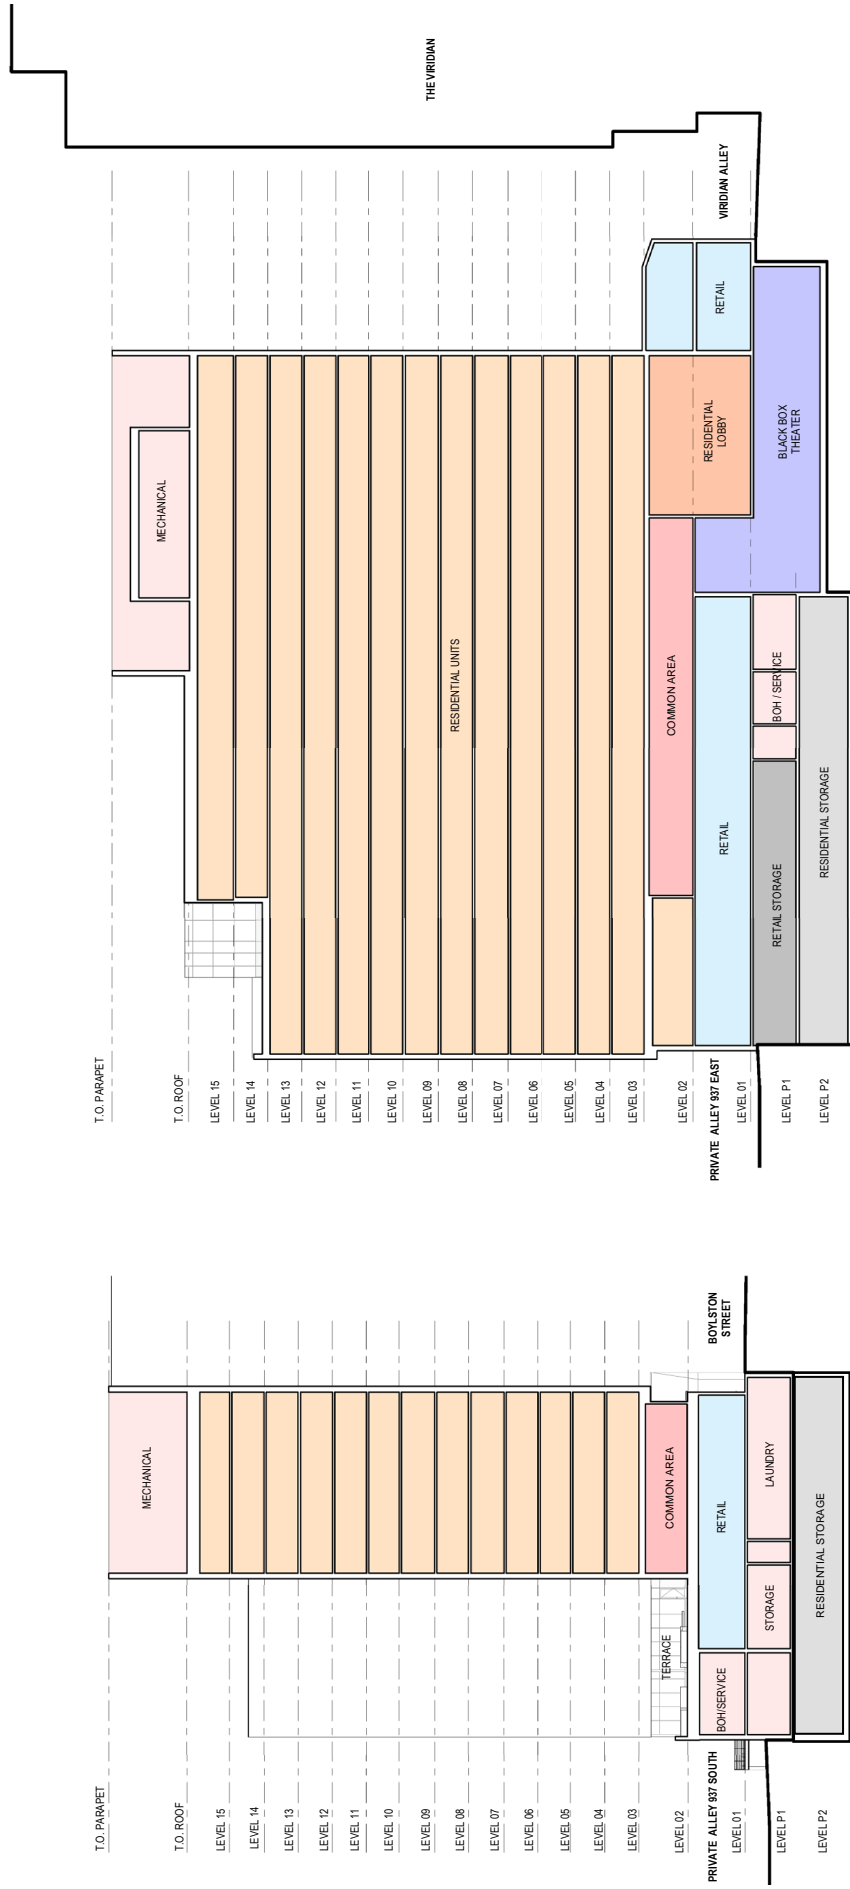 THE VIRIDIAN
VIRIDIAN ALLEY
MECHANICAL
RESIDENTIAL UNITS
RETAIL
RESIDENTIAL
LOBBY
BLACK BOX
THEATER
COMMON AREA
RETAIL
BOH / SERVICE
RETAIL STORAGE
RESIDENTIAL STORAGE
T.O. PARAPET
T.O. ROOF
LEVEL 15
LEVEL 14
LEVEL 13
LEVEL 12
LEVEL 11
LEVEL 10
LEVEL 09
LEVEL 08
LEVEL 07
LEVEL 06
LEVEL 05
LEVEL 04
LEVEL 03
LEVEL 02
PRIVATE ALLEY 937 EAST
LEVEL 01
LEVEL P1
LEVEL P2
BOYLSTON
STREET
MECHANICAL
COMMON AREA
RETAIL
LAUNDRY
TERRACE
STORAGE
BOH/SERVICE
RESIDENTIAL STORAGE
T.O. PARAPET
T.O. ROOF
LEVEL 15
LEVEL 14
LEVEL 13
LEVEL 12
LEVEL 11
LEVEL 10
LEVEL 09
LEVEL 08
LEVEL 07
LEVEL 06
LEVEL 05
LEVEL 04
LEVEL 03
LEVEL 02
PRIVATE ALLEY 937 SOUTH
LEVEL 01
LEVEL P1
LEVEL P2